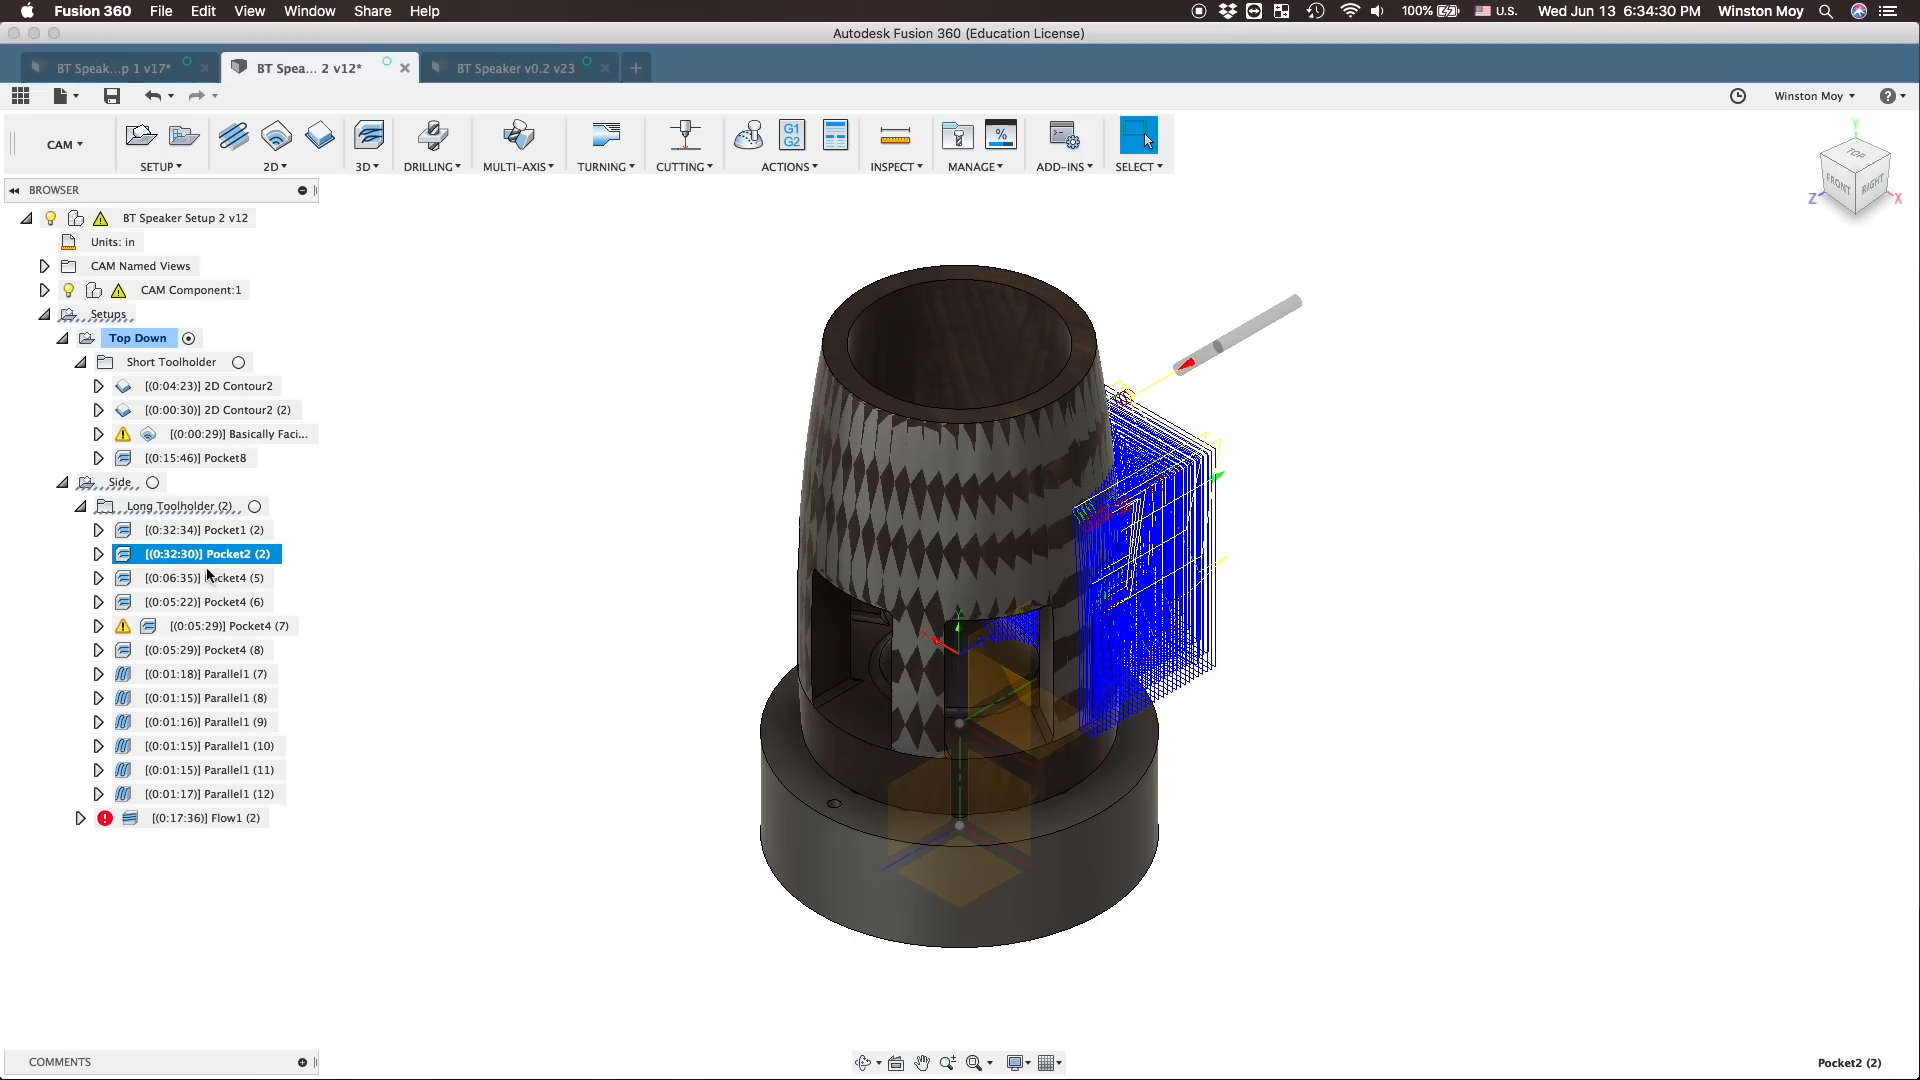 Fusion 360 File Edit View Window Share Help 100% U.S. Wed Jun 13 6:34:30 PM Winston Moy
Autodesk Fusion 360 (Education License)
BT Speak...p 1 v17* BT Spea... 2 v12* BT Speaker v0.2 v23
Winston Moy
CAM
G1
G2
%
SETUP 2D 3D DRILLING MULTI-AXIS TURNING CUTTING ACTIONS INSPECT MANAGE ADD-INS SELECT
BROWSER
BT Speaker Setup 2 v12
Units: in
CAM Named Views
CAM Component:1
Setups
Top Down
Short Toolholder
[(0:04:23)] 2D Contour2
[(0:00:30)] 2D Contour2 (2)
[(0:00:29)] Basically Faci...
[(0:15:46)] Pocket8
Side
Long Toolholder (2)
[(0:32:34)] Pocket1 (2)
[(0:32:30)] Pocket2 (2)
[(0:06:35)] cket4 (5)
[(0:05:22)] Pocket4 (6)
[(0:05:29)] Pocket4 (7)
[(0:05:29)] Pocket4 (8)
[(0:01:18)] Parallel1 (7)
[(0:01:15)] Parallel1 (8)
[(0:01:16)] Parallel1 (9)
[(0:01:15)] Parallel1 (10)
[(0:01:15)] Parallel1 (11)
[(0:01:17)] Parallel1 (12)
[(0:17:36)] Flow1 (2)
Y
TOP
FRONT RIGHT
Z X
COMMENTS
Pocket2 (2)